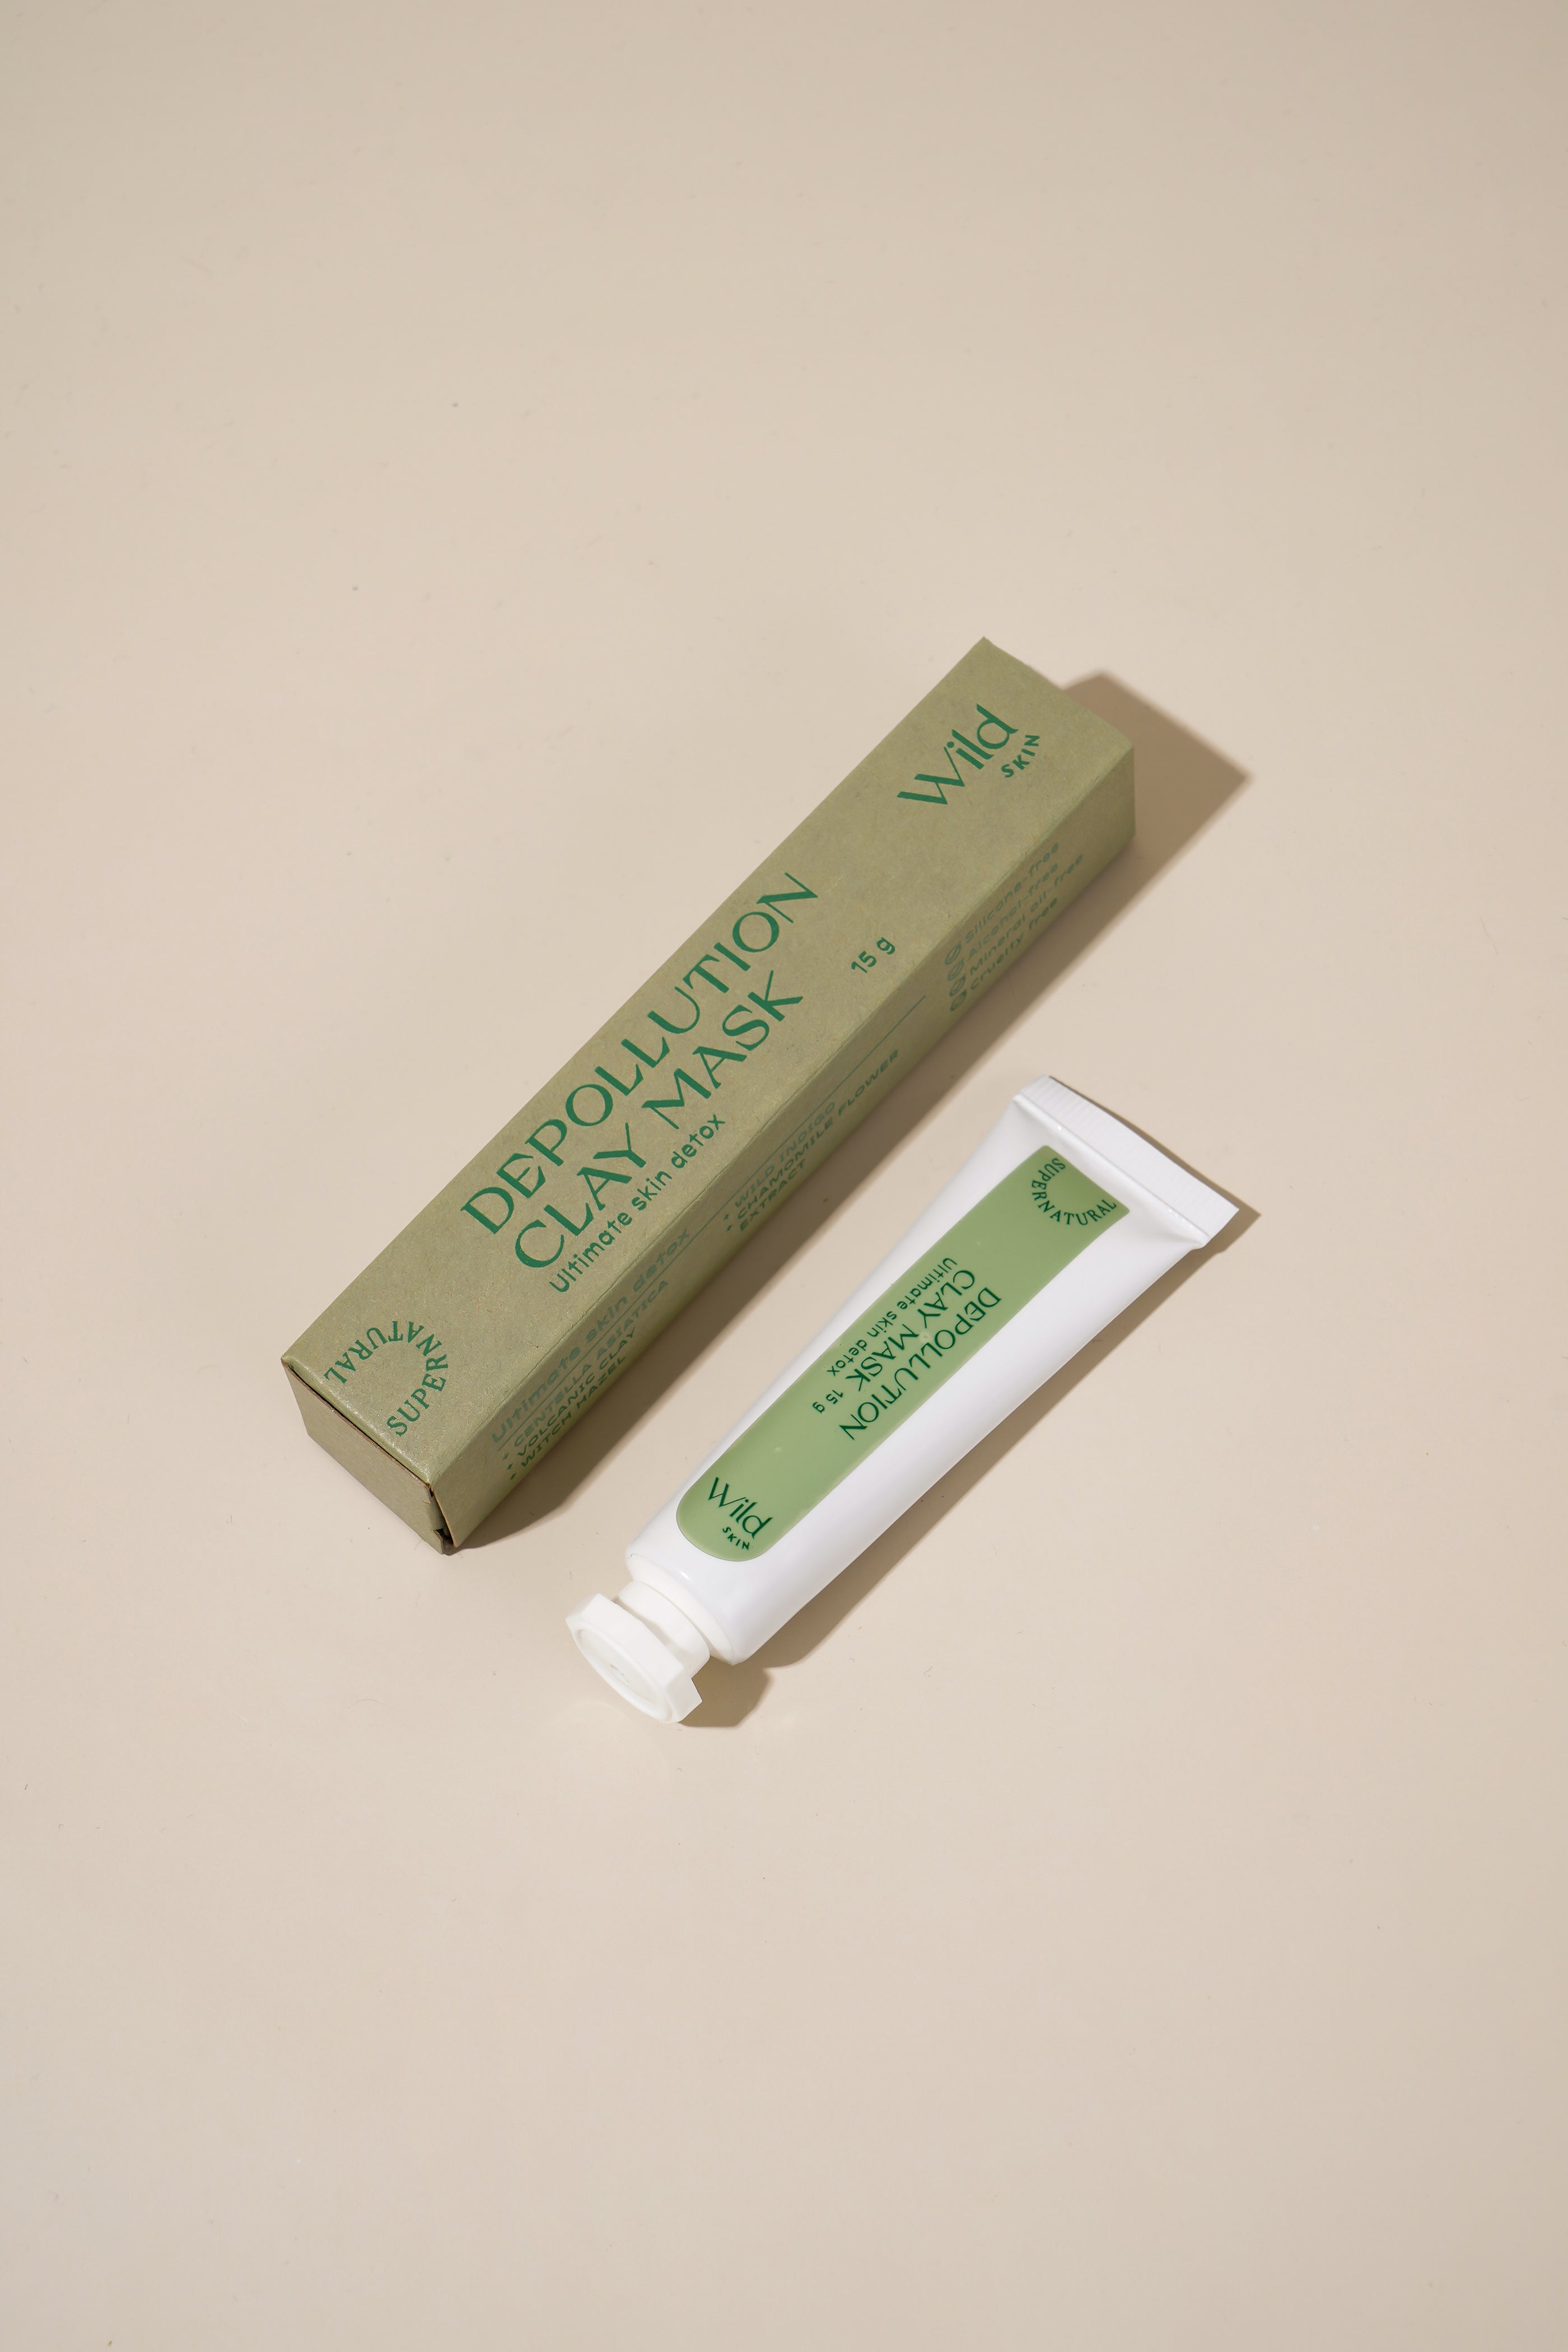 Wild
SKIN
DEPOLLUTION
CLAY MASK
Ultimate skin detox
15 g
SUPERNATURAL
Ultimate skin detox
• CENTELLA ASIATICA
• VOLCANIC CLAY
• WITCH HAZEL
• WILD INDIGO
• CHAMOMILE FLOWER
EXTRACT
Silicone-free
Alcohol-free
Mineral oil-free
Cruelty free
SUPERNATURAL
DEPOLLUTION
CLAY MASK
Ultimate skin detox
15 g
Wild
SKIN